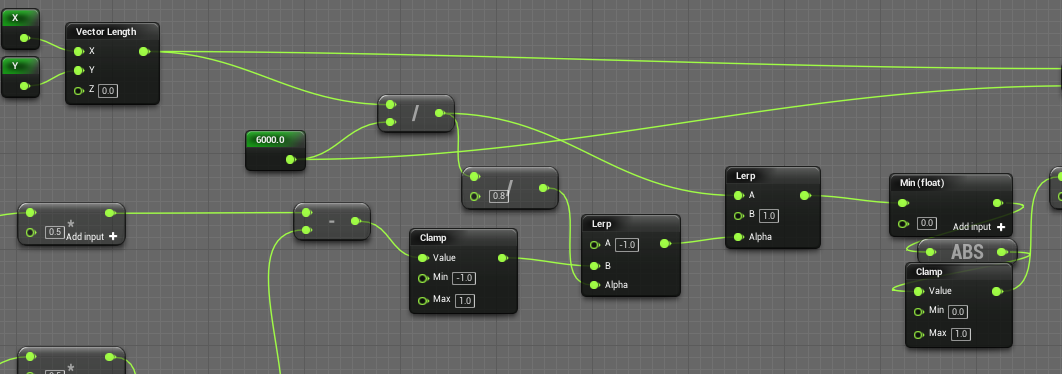 X
Y
Vector Length
X
Y
Z 0.0
/
6000.0
/
0.8
*
0.5
Add input +
-
Clamp
Value
Min -1.0
Max 1.0
Lerp
A -1.0
B
Alpha
Lerp
A
B 1.0
Alpha
Min (float)
0.0
Add input +
ABS
Clamp
Value
Min 0.0
Max 1.0
*